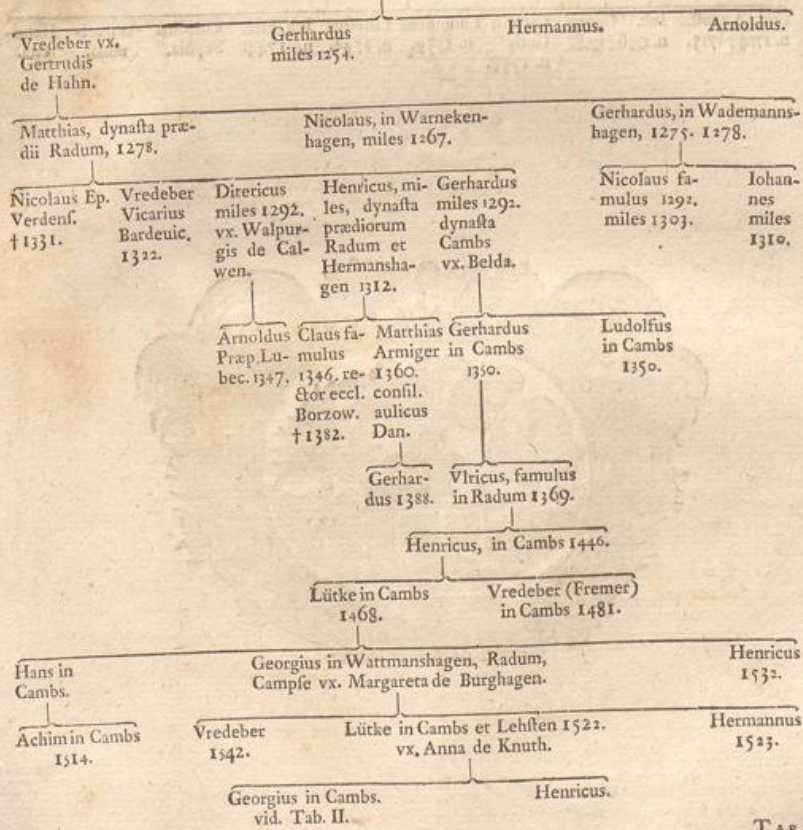 Vredeber vx.
Gertrudis
de Hahn.
Gerhardus
miles 1254.
Hermannus.
Arnoldus.
Matthias, dynaſta præ-
dii Radum, 1278.
Nicolaus, in Warneken-
hagen, miles 1267.
Gerhardus, in Wademanns-
hagen, 1275. 1278.
Nicolaus Ep.
Verdenſ.
† 1331.
Vredeber
Vicarius
Bardeuic.
1322.
Direricus
miles 1292.
vx. Walpur-
gis de Cal-
wen.
Henricus, mi-
les, dynaſta
prædiorum
Radum et
Hermansha-
gen 1312.
Gerhardus
miles 1292.
dynaſta
Cambs
vx. Belda.
Nicolaus fa-
mulus 1292.
miles 1303.
Iohan-
nes
miles
1310.
Arnoldus
Præp. Lu-
bec. 1347.
Claus fa-
mulus
1346. re-
ctor eccl.
Borzow.
† 1382.
Matthias
Armiger
1360.
conſil.
aulicus
Dan.
Gerhardus
in Cambs
1350.
Ludolfus
in Cambs
1350.
Gerhar-
dus 1388.
Vlricus, famulus
in Radum 1369.
Henricus, in Cambs 1446.
Lütke in Cambs
1468.
Vredeber (Fremer)
in Cambs 1481.
Hans in
Cambs.
Georgius in Wattmanshagen, Radum,
Campſe vx. Margareta de Burghagen.
Henricus
1532.
Achim in Cambs
1514.
Vredeber
1542.
Lütke in Cambs et Lehſten 1522.
vx. Anna de Knuth.
Hermannus
1523.
Georgius in Cambs.
vid. Tab. II.
Henricus.